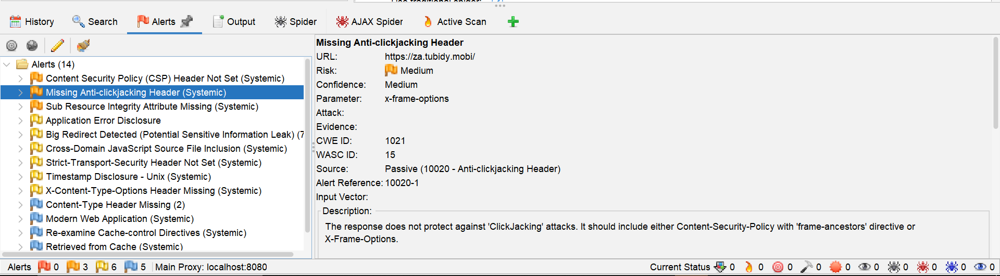 History Search Alerts Output Spider AJAX Spider Active Scan
Alerts (14)
Content Security Policy (CSP) Header Not Set (Systemic)
Missing Anti-clickjacking Header (Systemic)
Sub Resource Integrity Attribute Missing (Systemic)
Application Error Disclosure
Big Redirect Detected (Potential Sensitive Information Leak) (7
Cross-Domain JavaScript Source File Inclusion (Systemic)
Strict-Transport-Security Header Not Set (Systemic)
Timestamp Disclosure - Unix (Systemic)
X-Content-Type-Options Header Missing (Systemic)
Content-Type Header Missing (2)
Modern Web Application (Systemic)
Re-examine Cache-control Directives (Systemic)
Retrieved from Cache (Systemic)
Missing Anti-clickjacking Header
URL: https://za.tubidy.mobi/
Risk: Medium
Confidence: Medium
Parameter: x-frame-options
Attack:
Evidence:
CWE ID: 1021
WASC ID: 15
Source: Passive (10020 - Anti-clickjacking Header)
Alert Reference: 10020-1
Input Vector:
Description:
The response does not protect against 'ClickJacking' attacks. It should include either Content-Security-Policy with 'frame-ancestors' directive or
X-Frame-Options.
Alerts 0 3 6 5 Main Proxy: localhost:8080 Current Status 0 0 0 0 0 0 0 0 0 0